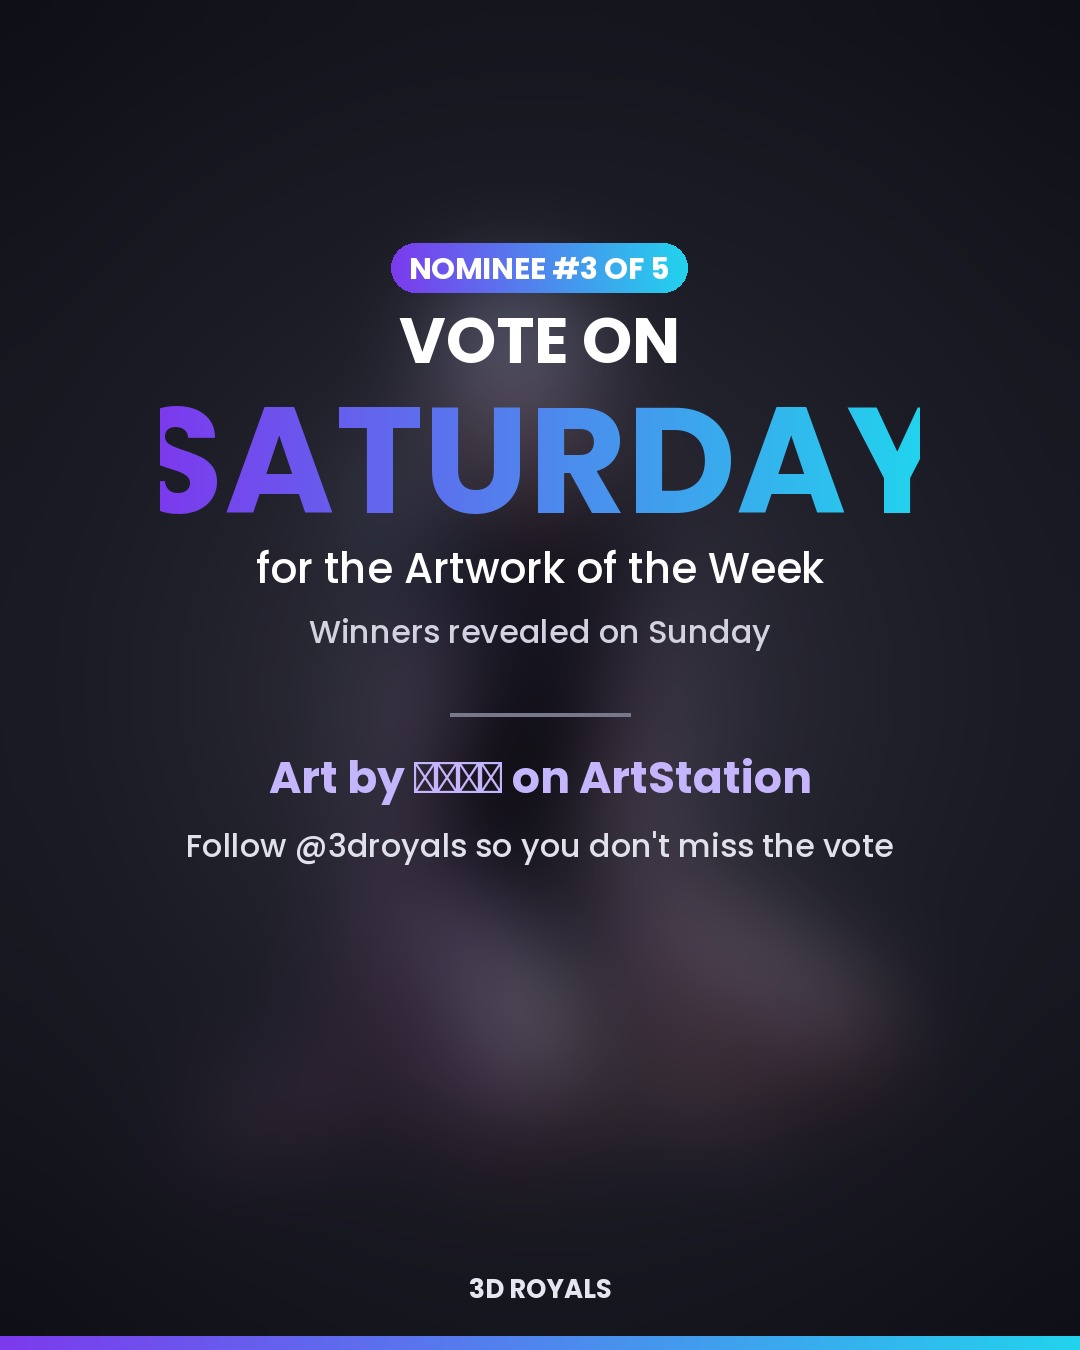 NOMINEE #3 OF 5
VOTE ON
SATURDAY
for the Artwork of the Week
Winners revealed on Sunday
Art by on ArtStation
Follow @3droyals so you don't miss the vote
3D ROYALS